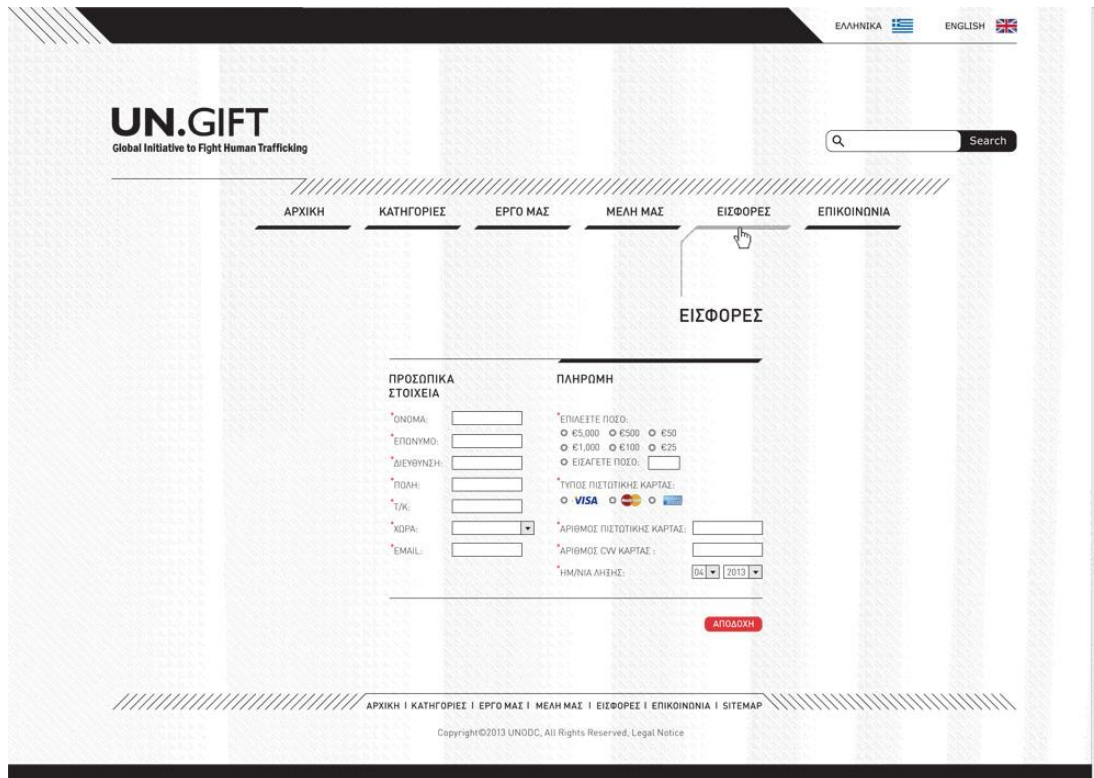 ΕΛΛΗΝΙΚΑ ENGLISH
UN.GIFT
Global Initiative to Fight Human Trafficking
Search
ΑΡΧΙΚΗ ΚΑΤΗΓΟΡΙΕΣ ΕΡΓΟ ΜΑΣ ΜΕΛΗ ΜΑΣ ΕΙΣΦΟΡΕΣ ΕΠΙΚΟΙΝΩΝΙΑ
ΕΙΣΦΟΡΕΣ
ΠΡΟΣΩΠΙΚΑ
ΣΤΟΙΧΕΙΑ
*ΟΝΟΜΑ:
*ΕΠΩΝΥΜΟ:
*ΔΙΕΥΘΥΝΣΗ:
*ΠΟΛΗ:
*Τ/Κ:
*ΧΩΡΑ:
*EMAIL:
ΠΛΗΡΩΜΗ
*ΕΠΙΛΕΞΤΕ ΠΟΣΟ:
€5,000 €500 €50
€1,000 €100 €25
ΕΙΣΑΓΕΤΕ ΠΟΣΟ:
*ΤΥΠΟΣ ΠΙΣΤΩΤΙΚΗΣ ΚΑΡΤΑΣ:
VISA
*ΑΡΙΘΜΟΣ ΠΙΣΤΩΤΙΚΗΣ ΚΑΡΤΑΣ:
*ΑΡΙΘΜΟΣ CVV ΚΑΡΤΑΣ :
*ΗΜ/ΝΙΑ ΛΗΞΗΣ: 04 2013
ΑΠΟΔΟΧΗ
ΑΡΧΙΚΗ Ι ΚΑΤΗΓΟΡΙΕΣ Ι ΕΡΓΟ ΜΑΣ Ι ΜΕΛΗ ΜΑΣ Ι ΕΙΣΦΟΡΕΣ Ι ΕΠΙΚΟΙΝΩΝΙΑ Ι SITEMAP
Copyright©2013 UNODC, All Rights Reserved, Legal Notice